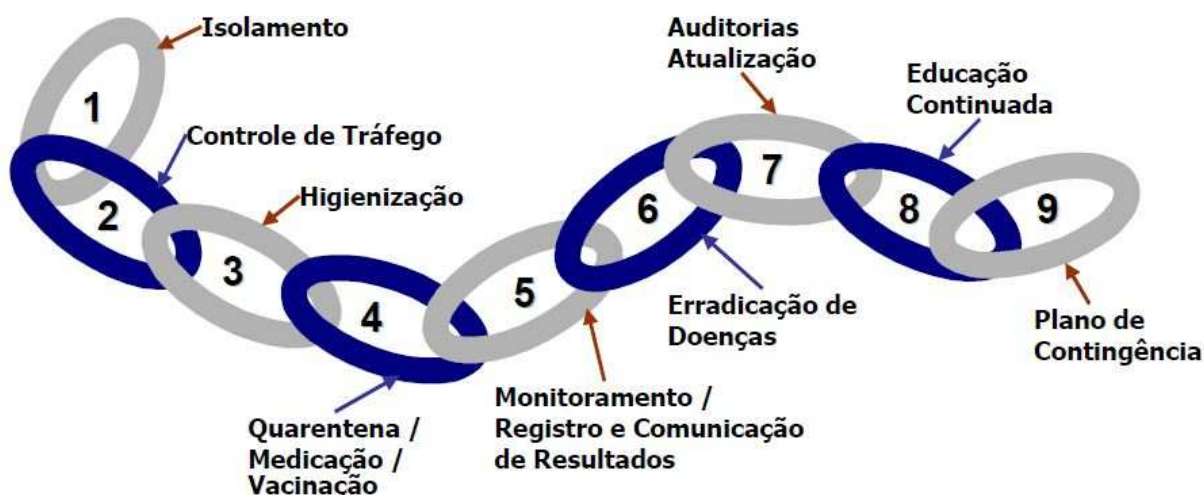 1
Isolamento
2
Controle de Tráfego
3
Higienização
4
Quarentena /
Medicação /
Vacinação
5
Monitoramento /
Registro e Comunicação
de Resultados
6
Erradicação de
Doenças
7
Auditorias
Atualização
8
Educação
Continuada
9
Plano de
Contingência